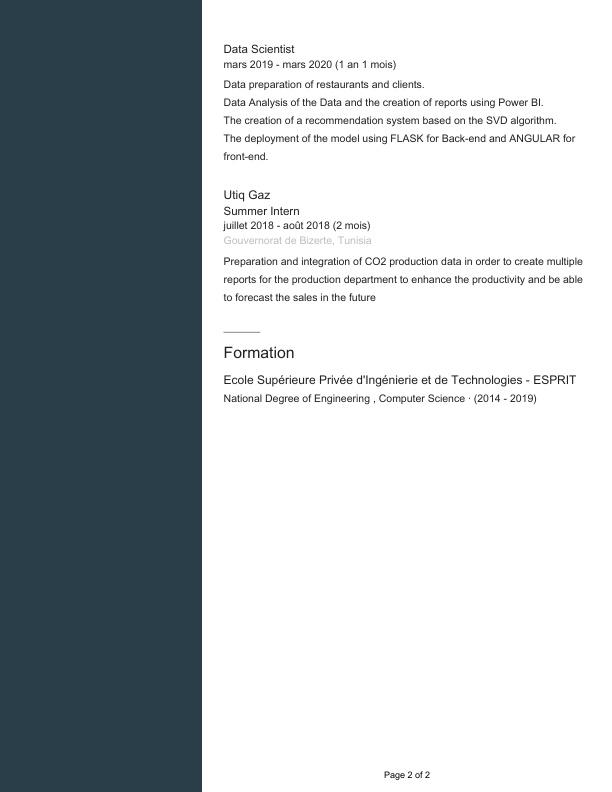 Data Scientist
mars 2019 - mars 2020 (1 an 1 mois)
Data preparation of restaurants and clients.
Data Analysis of the Data and the creation of reports using Power BI.
The creation of a recommendation system based on the SVD algorithm.
The deployment of the model using FLASK for Back-end and ANGULAR for
front-end.
Utiq Gaz
Summer Intern
juillet 2018 - août 2018 (2 mois)
Gouvernorat de Bizerte, Tunisia
Preparation and integration of CO2 production data in order to create multiple
reports for the production department to enhance the productivity and be able
to forecast the sales in the future
Formation
Ecole Supérieure Privée d'Ingénierie et de Technologies - ESPRIT
National Degree of Engineering , Computer Science · (2014 - 2019)
Page 2 of 2